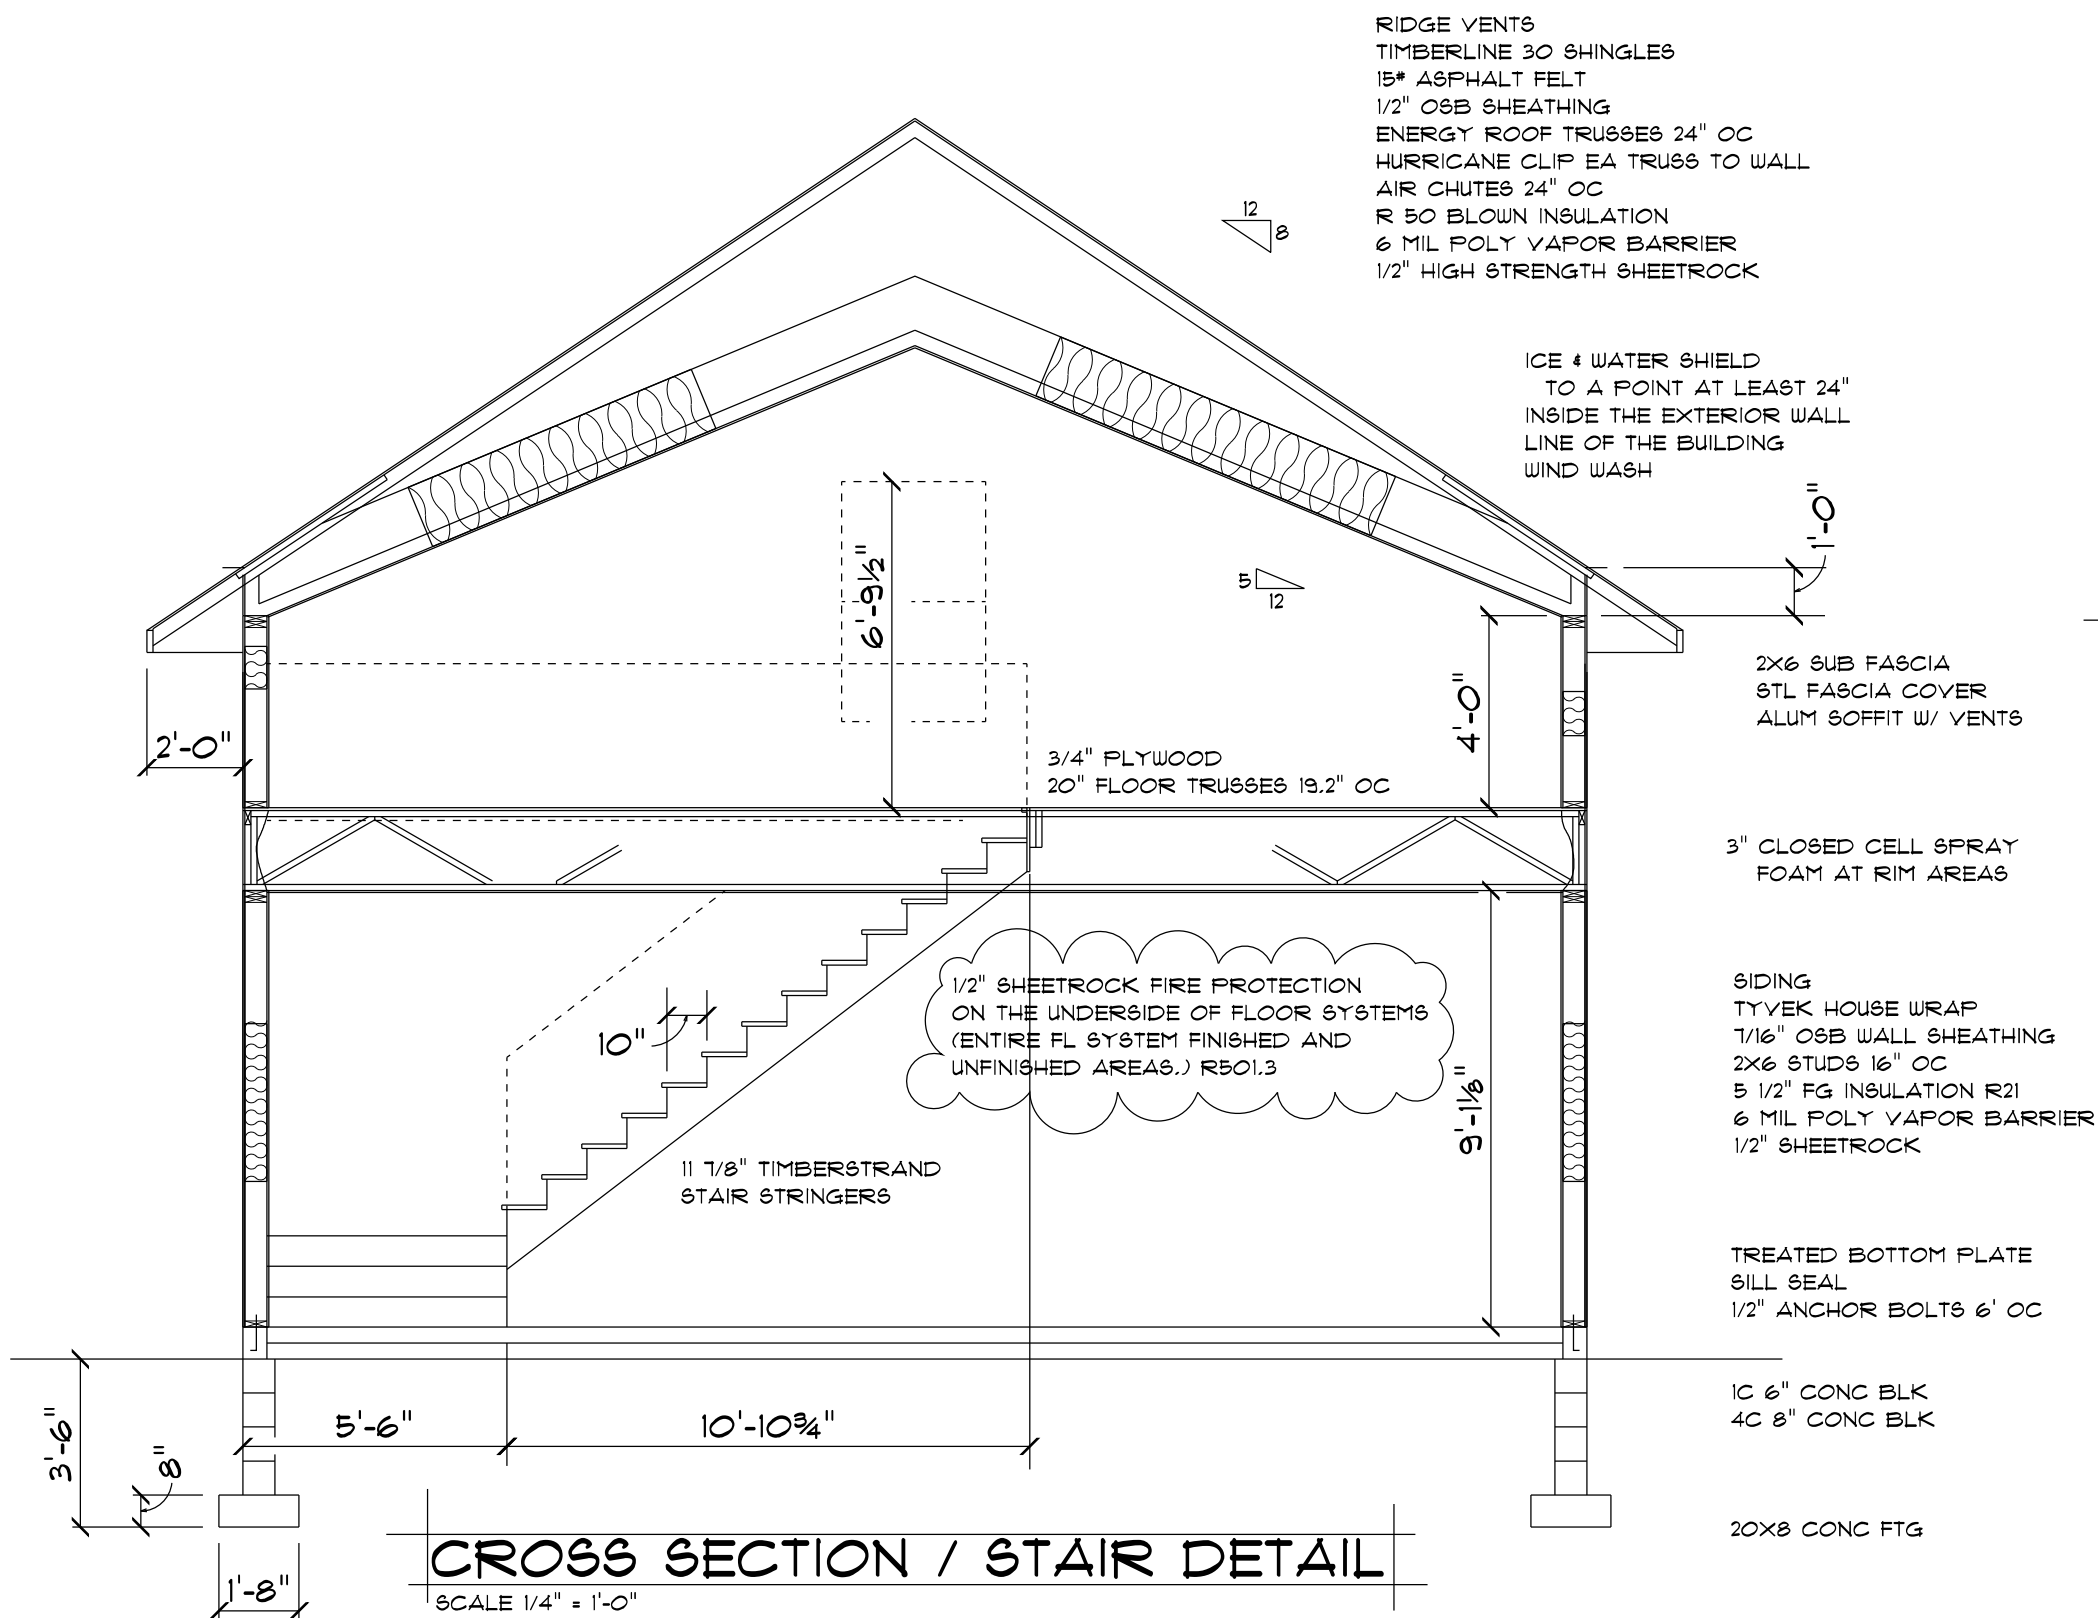 RIDGE VENTS
TIMBERLINE 30 SHINGLES
15# ASPHALT FELT
1/2" OSB SHEATHING
ENERGY ROOF TRUSSES 24" OC
HURRICANE CLIP EA TRUSS TO WALL
AIR CHUTES 24" OC
R 50 BLOWN INSULATION
6 MIL POLY VAPOR BARRIER
1/2" HIGH STRENGTH SHEETROCK
12
8
ICE & WATER SHIELD
TO A POINT AT LEAST 24"
INSIDE THE EXTERIOR WALL
LINE OF THE BUILDING
WIND WASH
1'-0"
6'-9½"
5
12
2X6 SUB FASCIA
STL FASCIA COVER
ALUM SOFFIT W/ VENTS
2'-0"
4'-0"
3/4" PLYWOOD
20" FLOOR TRUSSES 19.2" OC
3" CLOSED CELL SPRAY
FOAM AT RIM AREAS
1/2" SHEETROCK FIRE PROTECTION
ON THE UNDERSIDE OF FLOOR SYSTEMS
(ENTIRE FL SYSTEM FINISHED AND
UNFINISHED AREAS.) R501.3
10"
9'-1⅛"
SIDING
TYVEK HOUSE WRAP
7/16" OSB WALL SHEATHING
2X6 STUDS 16" OC
5 1/2" FG INSULATION R21
6 MIL POLY VAPOR BARRIER
1/2" SHEETROCK
11 7/8" TIMBERSTRAND
STAIR STRINGERS
TREATED BOTTOM PLATE
SILL SEAL
1/2" ANCHOR BOLTS 6' OC
1C 6" CONC BLK
4C 8" CONC BLK
5'-6"
10'-10¾"
3'-6"
8"
20X8 CONC FTG
1'-8"
CROSS SECTION / STAIR DETAIL
SCALE 1/4" = 1'-0"